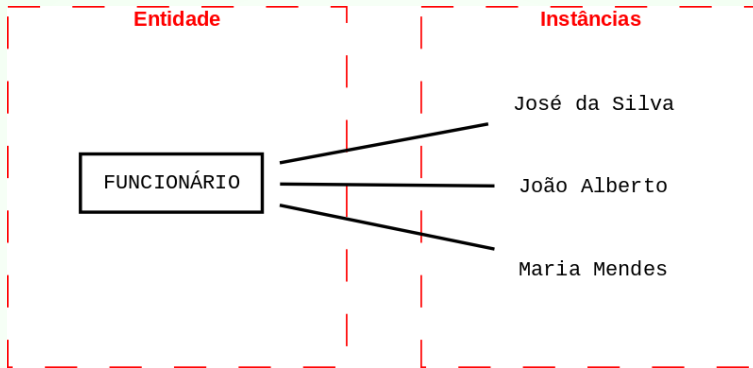 Entidade
Instâncias
José da Silva
FUNCIONÁRIO
João Alberto
Maria Mendes